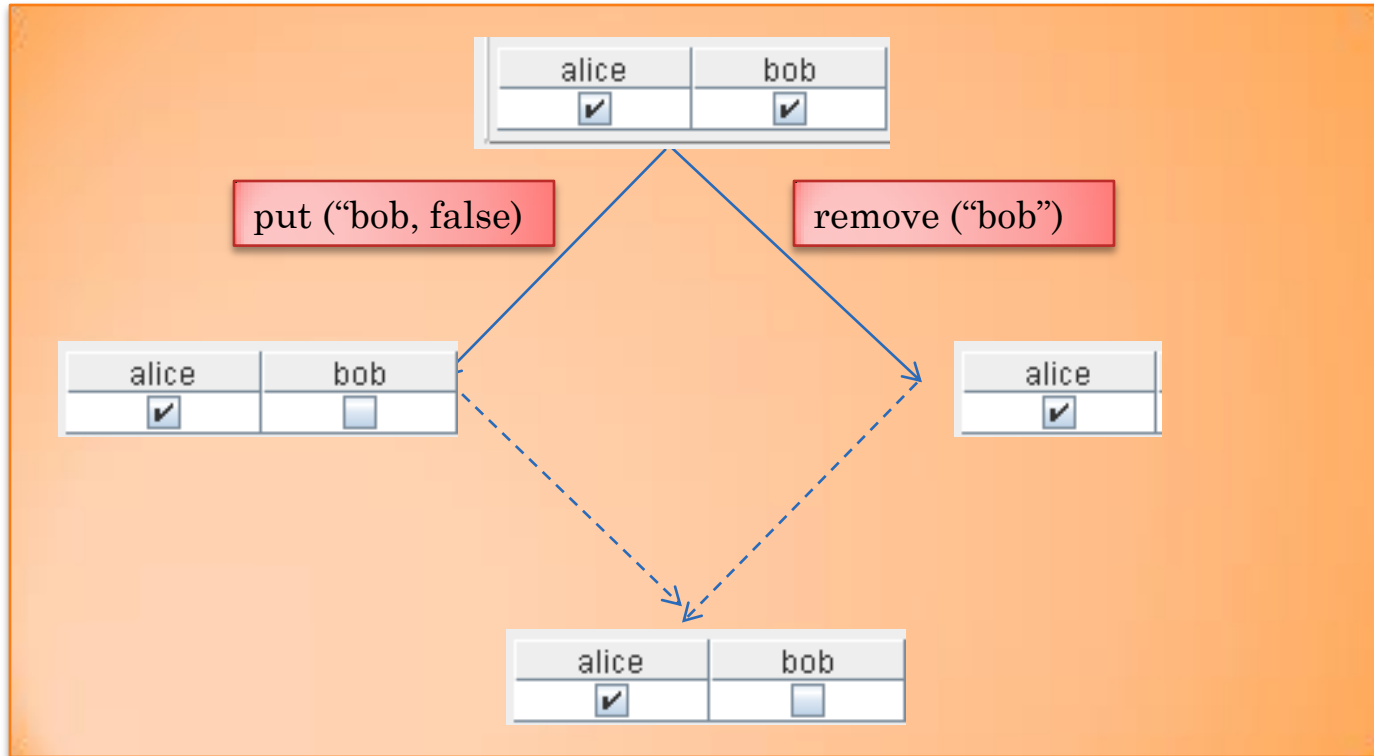 alice bob
put (“bob, false)
remove (“bob”)
alice bob
alice
alice bob